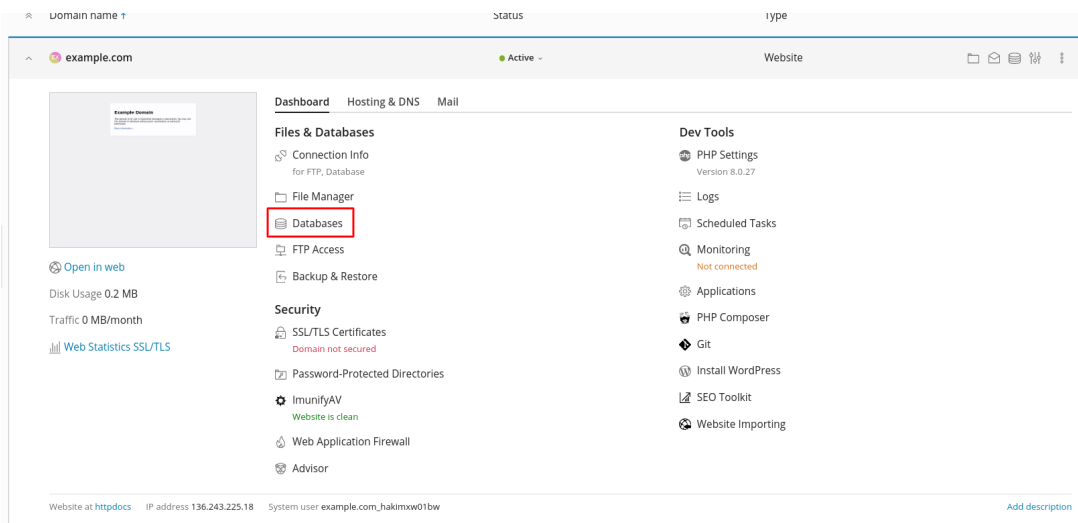 Domain name ↑ Status Type
example.com Active Website
Dashboard Hosting & DNS Mail
Example Domain
Files & Databases
Connection Info
for FTP, Database
File Manager
Databases
FTP Access
Backup & Restore
Security
SSL/TLS Certificates
Domain not secured
Password-Protected Directories
ImunifyAV
Website is clean
Web Application Firewall
Advisor
Dev Tools
php PHP Settings
Version 8.0.27
Logs
Scheduled Tasks
Monitoring
Not connected
Applications
PHP Composer
Git
Install WordPress
SEO Toolkit
Website Importing
Open in web
Disk Usage 0.2 MB
Traffic 0 MB/month
Web Statistics SSL/TLS
Website at httpdocs IP address 136.243.225.18 System user example.com_hakimxw01bw Add description